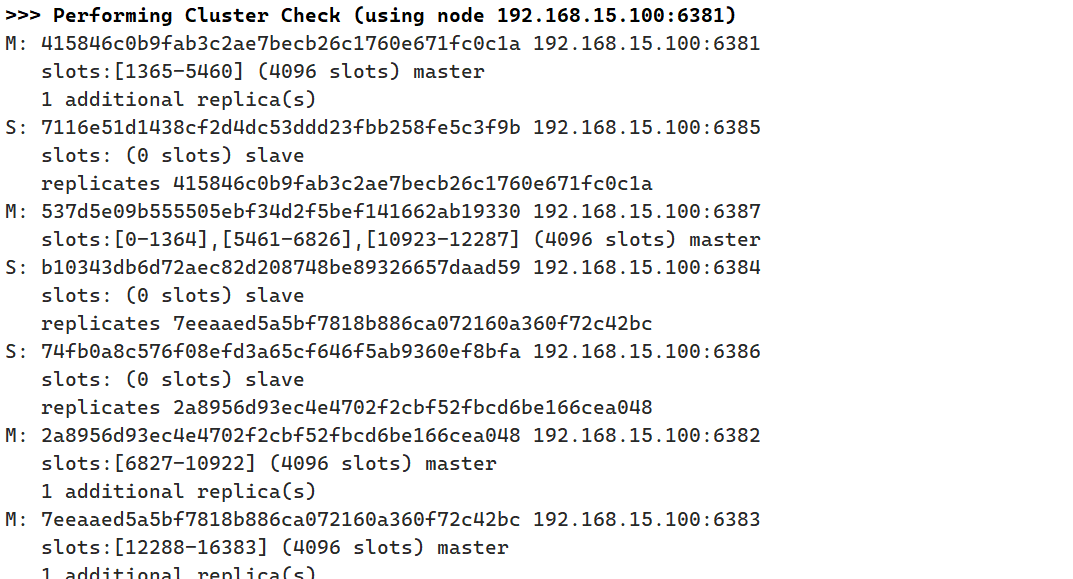 >>> Performing Cluster Check (using node 192.168.15.100:6381)
M: 415846c0b9fab3c2ae7becb26c1760e671fc0c1a 192.168.15.100:6381
slots:[1365-5460] (4096 slots) master
1 additional replica(s)
S: 7116e51d1438cf2d4dc53ddd23fbb258fe5c3f9b 192.168.15.100:6385
slots: (0 slots) slave
replicates 415846c0b9fab3c2ae7becb26c1760e671fc0c1a
M: 537d5e09b555505ebf34d2f5bef141662ab19330 192.168.15.100:6387
slots:[0-1364],[5461-6826],[10923-12287] (4096 slots) master
S: b10343db6d72aec82d208748be89326657daad59 192.168.15.100:6384
slots: (0 slots) slave
replicates 7eeaaed5a5bf7818b886ca072160a360f72c42bc
S: 74fb0a8c576f08efd3a65cf646f5ab9360ef8bfa 192.168.15.100:6386
slots: (0 slots) slave
replicates 2a8956d93ec4e4702f2cbf52fbcd6be166cea048
M: 2a8956d93ec4e4702f2cbf52fbcd6be166cea048 192.168.15.100:6382
slots:[6827-10922] (4096 slots) master
1 additional replica(s)
M: 7eeaaed5a5bf7818b886ca072160a360f72c42bc 192.168.15.100:6383
slots:[12288-16383] (4096 slots) master
1 additional replica(s)